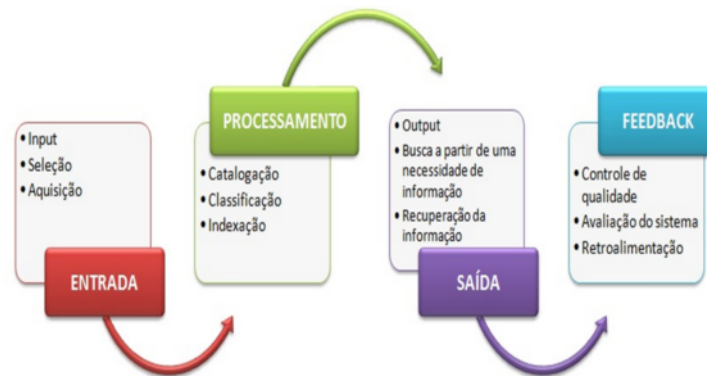 • Input
• Seleção
• Aquisição
ENTRADA
PROCESSAMENTO
• Catalogação
• Classificação
• Indexação
• Output
• Busca a partir de uma
necessidade de
informação
• Recuperação da
informação
SAÍDA
FEEDBACK
• Controle de
qualidade
• Avaliação do sistema
• Retroalimentação